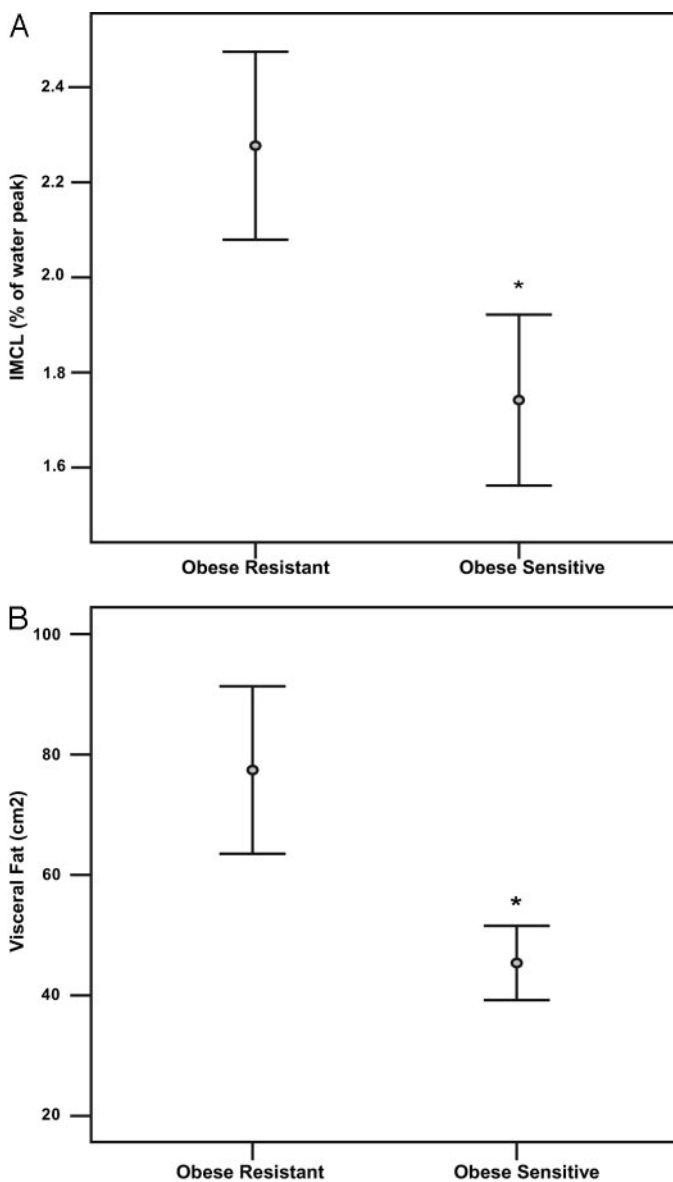 A
IMCL (% of water peak)
2.4
2.2
2.0
1.8
1.6
*
Obese Resistant Obese Sensitive
B
Visceral Fat (cm2)
100
80
60
40
20
*
Obese Resistant Obese Sensitive